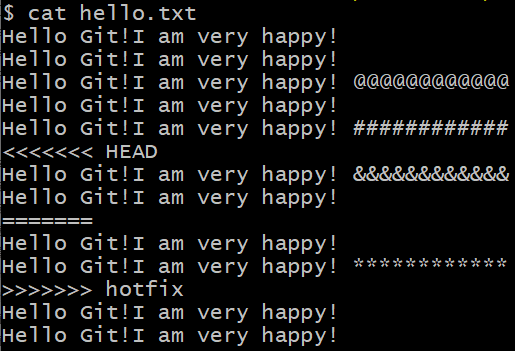 $ cat hello.txt
Hello Git!I am very happy!
Hello Git!I am very happy!
Hello Git!I am very happy! @@@@@@@@@@@@
Hello Git!I am very happy!
Hello Git!I am very happy! ############
<<<<<<< HEAD
Hello Git!I am very happy! &&&&&&&&&&&&
Hello Git!I am very happy!
=======
Hello Git!I am very happy!
Hello Git!I am very happy! ************
>>>>>>> hotfix
Hello Git!I am very happy!
Hello Git!I am very happy!